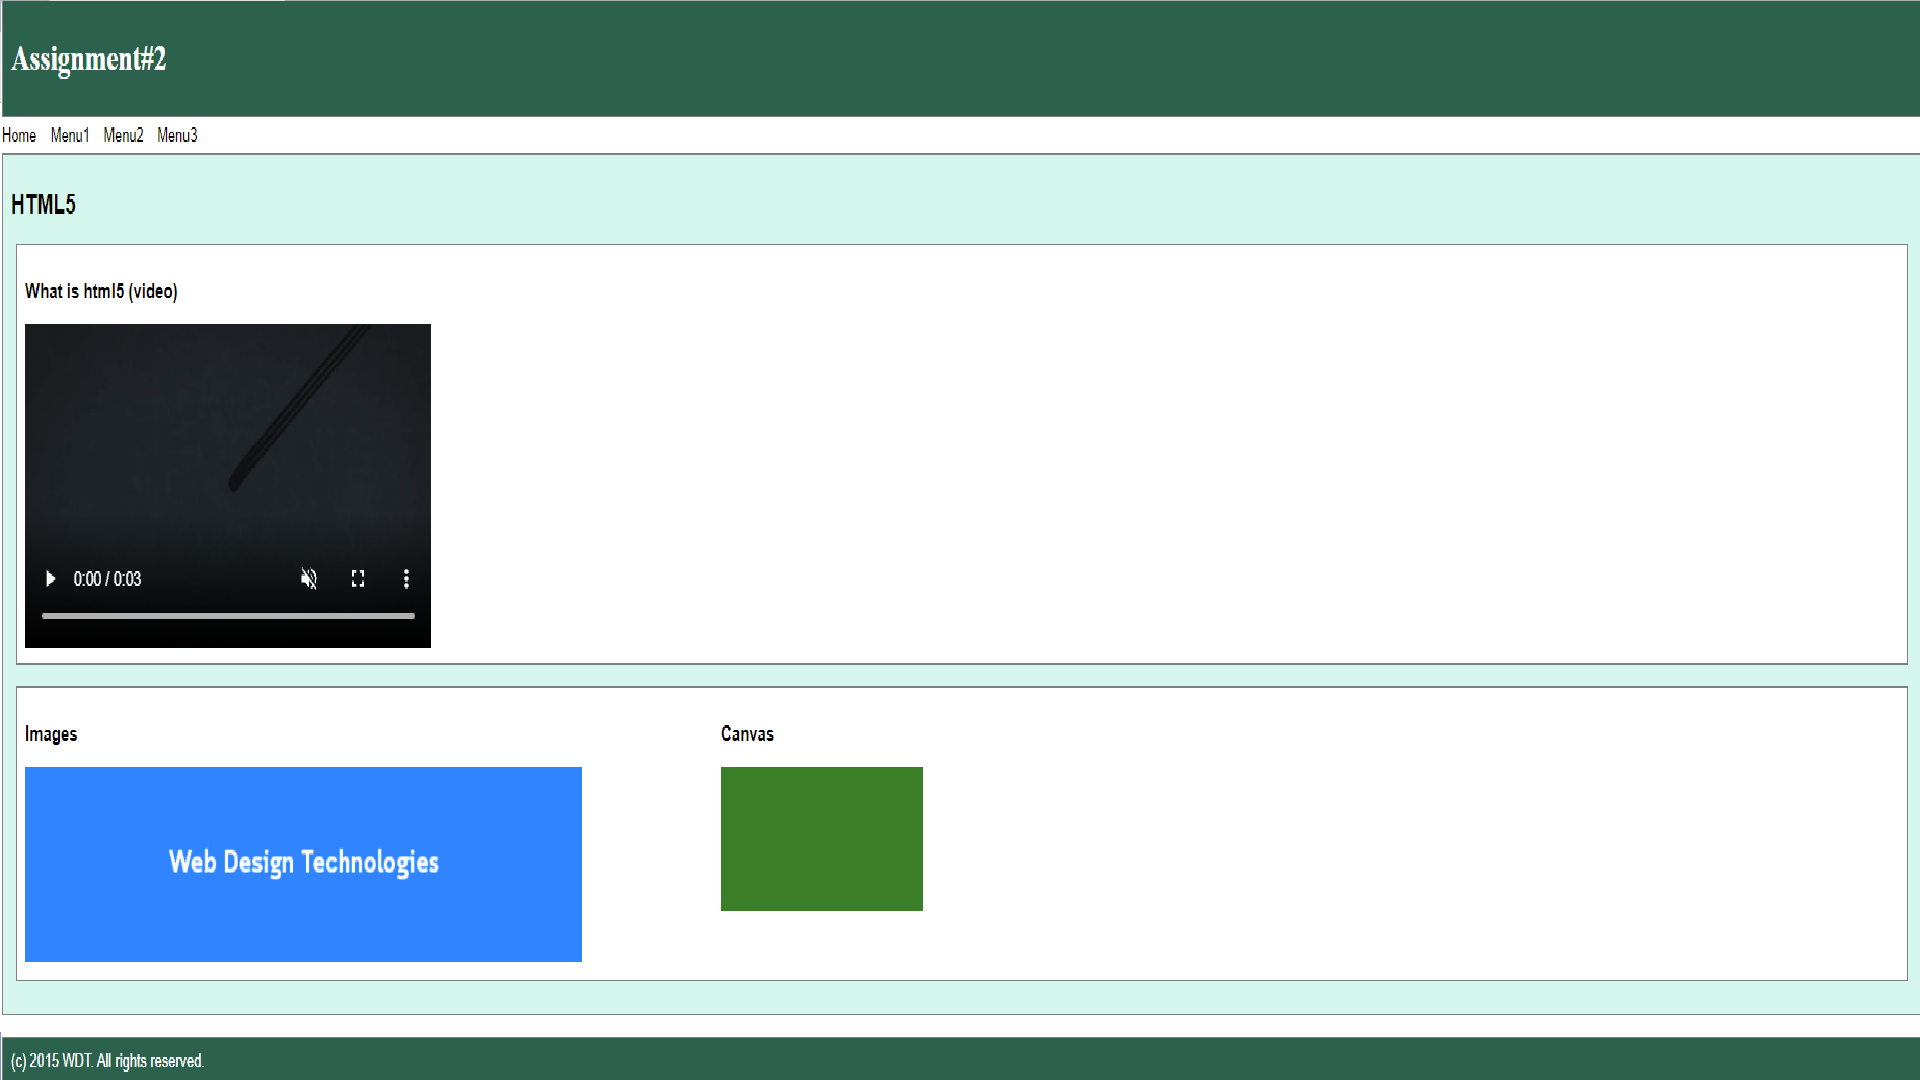 Assignment#2
Home Menu1 Menu2 Menu3
HTML5
What is html5 (video)
0:00 / 0:03
Images
Canvas
Web Design Technologies
(c) 2015 WDT. All rights reserved.